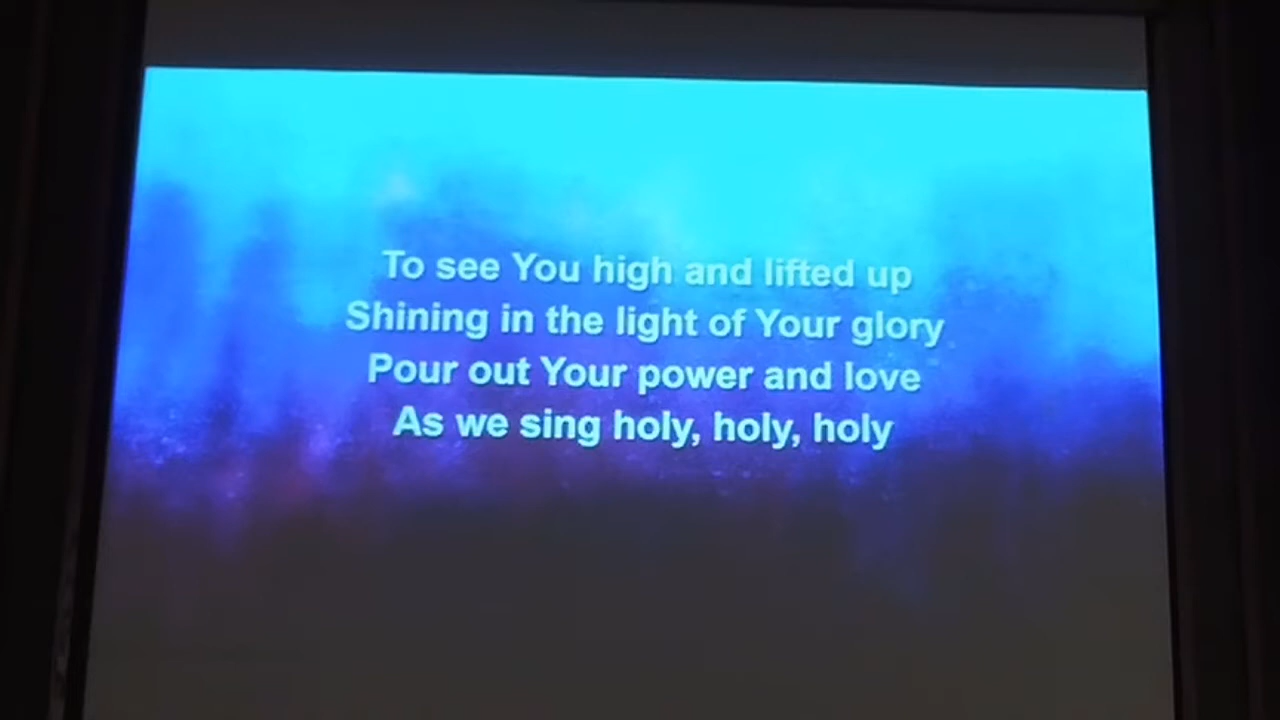 To see You high and lifted up
Shining in the light of Your glory
Pour out Your power and love
As we sing holy, holy, holy